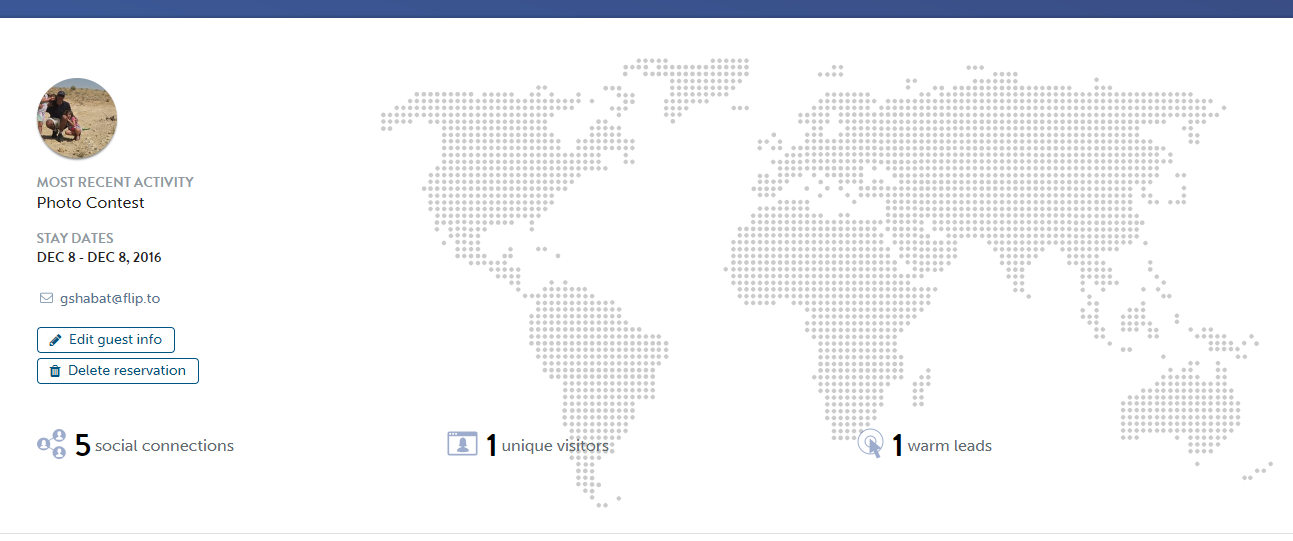 MOST RECENT ACTIVITY
Photo Contest
STAY DATES
DEC 8 - DEC 8, 2016
gshabat@flip.to
Edit guest info
Delete reservation
5 social connections
1 unique visitors
1 warm leads